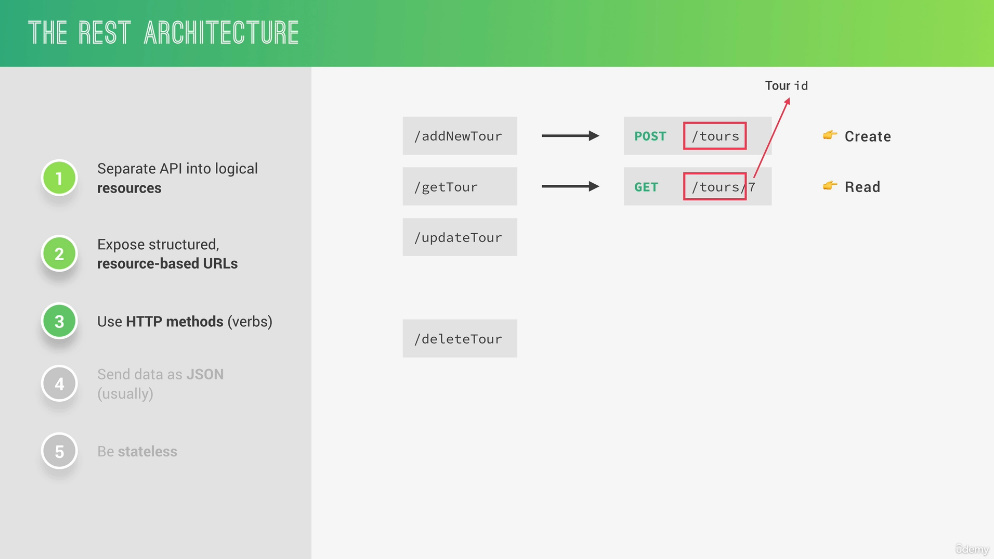 THE REST ARCHITECTURE
Tour id
/addNewTour
POST /tours
Create
1
Separate API into logical
resources
/getTour
GET /tours/7
Read
/updateTour
2
Expose structured,
resource-based URLs
3
Use HTTP methods (verbs)
/deleteTour
4
Send data as JSON
(usually)
5
Be stateless
ûdemy